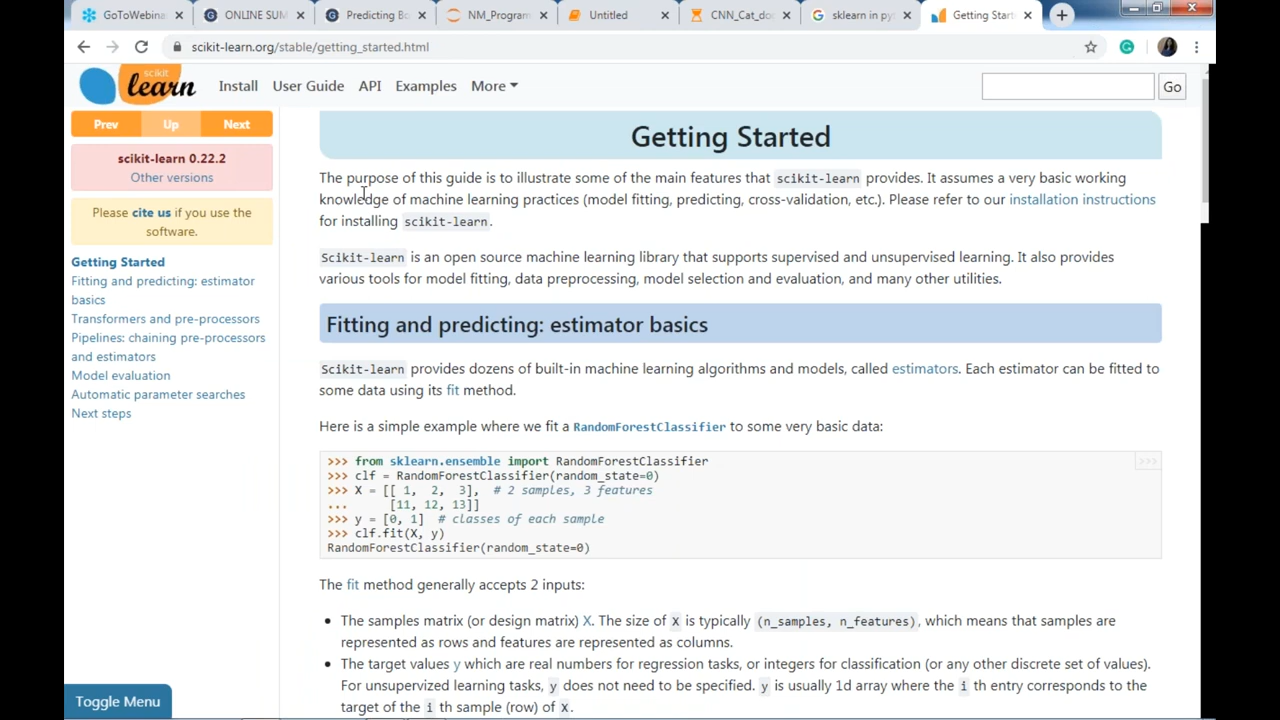 GoToWebina
ONLINE SUM
Predicting Bo
NM_Program
Untitled
CNN_Cat_do
sklearn in py
Getting Start
scikit-learn.org/stable/getting_started.html
scikit
learn
Install
User Guide
API
Examples
More
Go
Prev
Up
Next
scikit-learn 0.22.2
Other versions
Please cite us if you use the
software.
Getting Started
Fitting and predicting: estimator
basics
Transformers and pre-processors
Pipelines: chaining pre-processors
and estimators
Model evaluation
Automatic parameter searches
Next steps
Toggle Menu
Getting Started
The purpose of this guide is to illustrate some of the main features that scikit-learn provides. It assumes a very basic working
knowledge of machine learning practices (model fitting, predicting, cross-validation, etc.). Please refer to our installation instructions
for installing scikit-learn.
Scikit-learn is an open source machine learning library that supports supervised and unsupervised learning. It also provides
various tools for model fitting, data preprocessing, model selection and evaluation, and many other utilities.
Fitting and predicting: estimator basics
Scikit-learn provides dozens of built-in machine learning algorithms and models, called estimators. Each estimator can be fitted to
some data using its fit method.
Here is a simple example where we fit a RandomForestClassifier to some very basic data:
>>>
>>> from sklearn.ensemble import RandomForestClassifier
>>> clf = RandomForestClassifier(random_state=0)
>>> X = [[ 1,  2,  3],  # 2 samples, 3 features
...      [11, 12, 13]]
>>> y = [0, 1]  # classes of each sample
>>> clf.fit(X, y)
RandomForestClassifier(random_state=0)
The fit method generally accepts 2 inputs:
• The samples matrix (or design matrix) X. The size of X is typically (n_samples, n_features), which means that samples are
represented as rows and features are represented as columns.
• The target values y which are real numbers for regression tasks, or integers for classification (or any other discrete set of values).
For unsupervised learning tasks, y does not need to be specified. y is usually 1d array where the i th entry corresponds to the
target of the i th sample (row) of X.